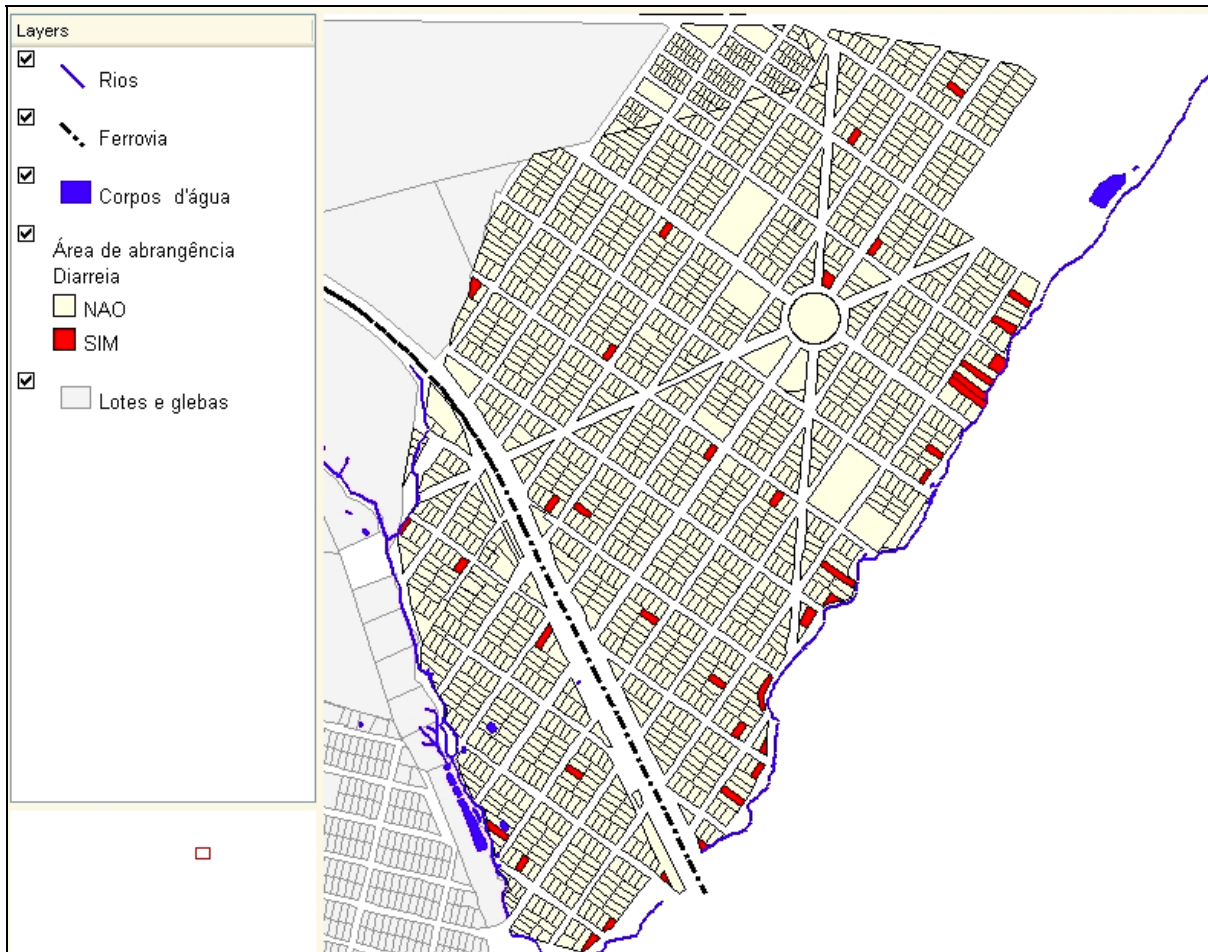 Layers
Rios
Ferrovia
Corpos d'água
Área de abrangência
Diarreia
NAO
SIM
Lotes e glebas